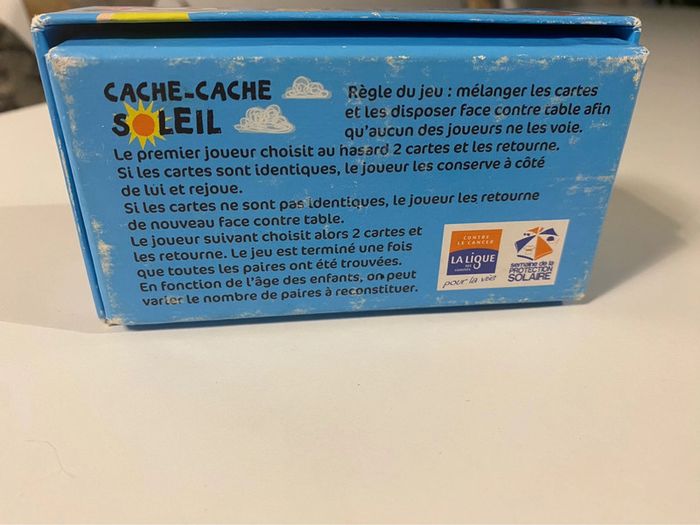 CACHE-CACHE
SOLEIL
Règle du jeu : mélanger les cartes
et les disposer face contre table afin
qu'aucun des joueurs ne les voie.
Le premier joueur choisit au hasard 2 cartes et les retourne.
Si les cartes sont identiques, le joueur les conserve à côté
de lui et rejoue.
Si les cartes ne sont pas identiques, le joueur les retourne
de nouveau face contre table.
Le joueur suivant choisit alors 2 cartes et
les retourne. Le jeu est terminé une fois
que toutes les paires ont été trouvées.
En fonction de l'âge des enfants, on peut
varier le nombre de paires à reconstituer.
CONTRE
LE CANCER
LA LIGUE
pour la vie
semaine de la
PROTECTION
SOLAIRE